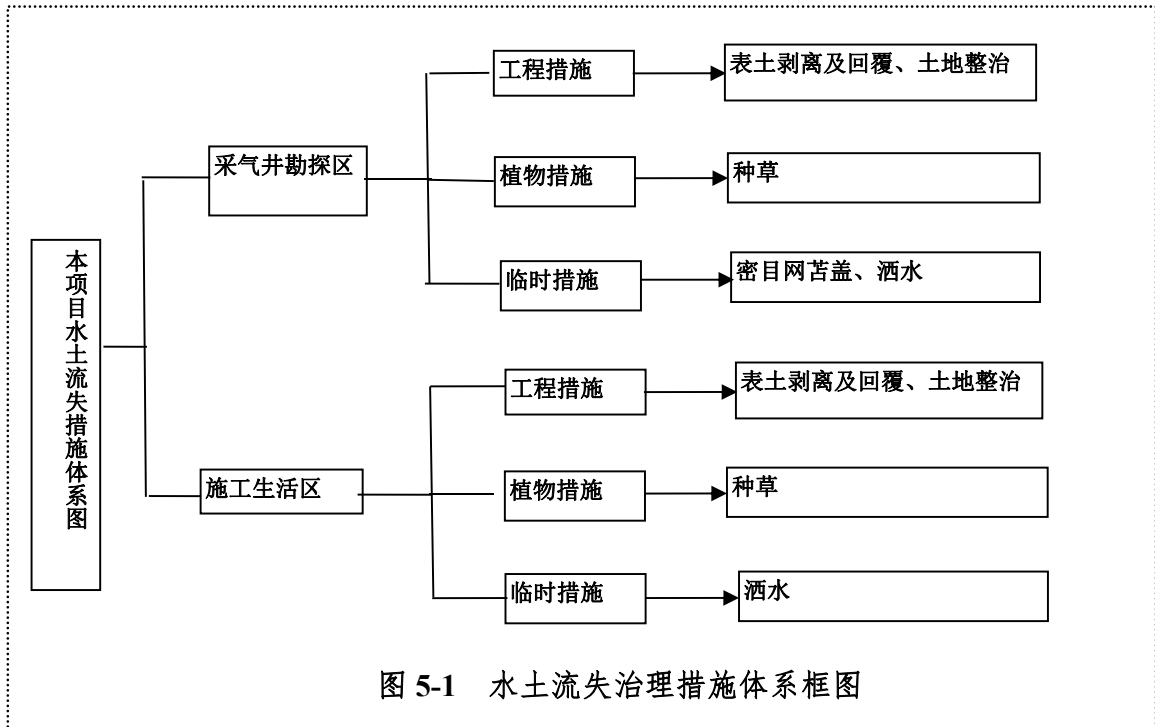 工程措施
表土剥离及回覆、土地整治
采气井勘探区
植物措施
种草
临时措施
密目网苫盖、洒水
本项目水土流失措施体系图
工程措施
表土剥离及回覆、土地整治
施工生活区
植物措施
种草
临时措施
洒水
图 5-1 水土流失治理措施体系框图